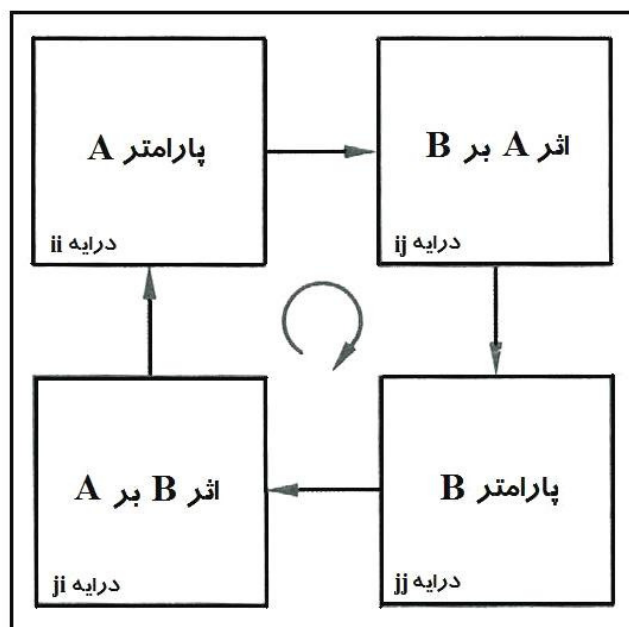 پارامتر A
درایه ii
اثر A بر B
درایه ij
اثر B بر A
درایه ji
پارامتر B
درایه jj